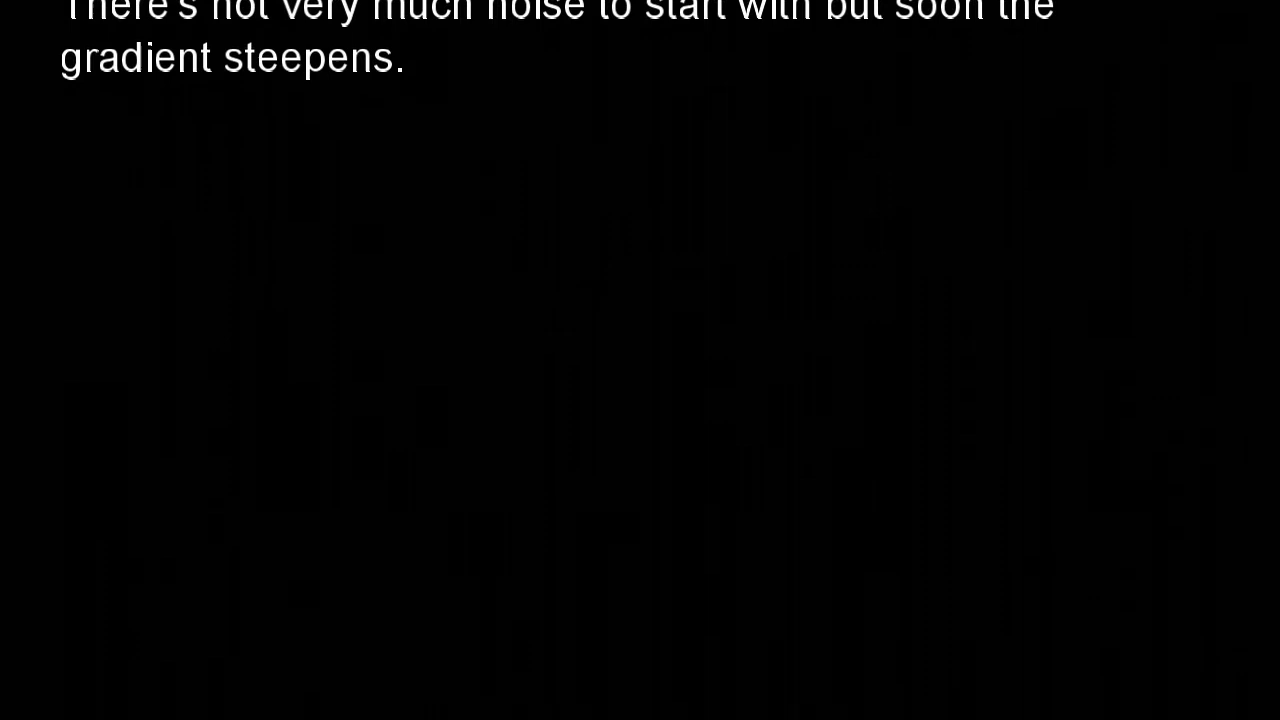 There's not very much noise to start with but soon the
gradient steepens.